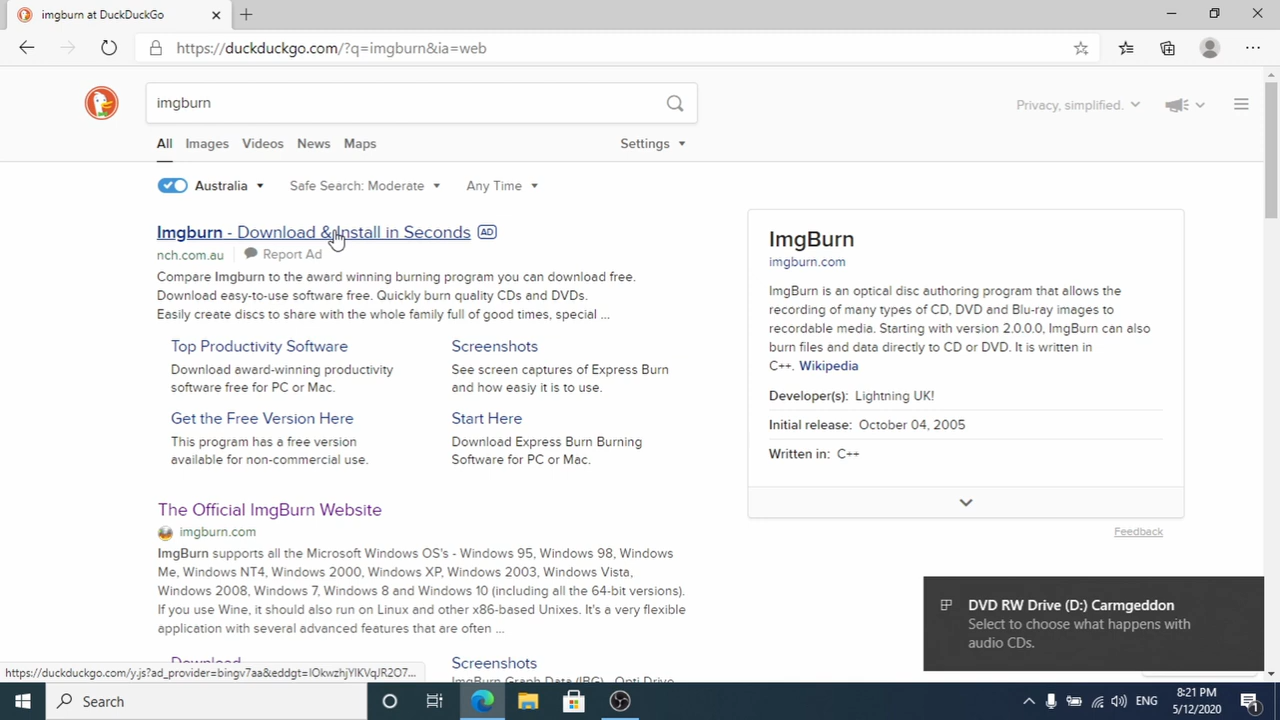 imgburn at DuckDuckGo
https://duckduckgo.com/?q=imgburn&ia=web
imgburn
Privacy, simplified.
All Images Videos News Maps Settings
Australia Safe Search: Moderate Any Time
Imgburn - Download & Install in Seconds AD
nch.com.au Report Ad
Compare Imgburn to the award winning burning program you can download free.
Download easy-to-use software free. Quickly burn quality CDs and DVDs.
Easily create discs to share with the whole family full of good times, special ...
Top Productivity Software
Download award-winning productivity
software free for PC or Mac.
Screenshots
See screen captures of Express Burn
and how easiy it is to use.
Get the Free Version Here
This program has a free version
available for non-commercial use.
Start Here
Download Express Burn Burning
Software for PC or Mac.
The Official ImgBurn Website
imgburn.com
ImgBurn supports all the Microsoft Windows OS's - Windows 95, Windows 98, Windows
Me, Windows NT4, Windows 2000, Windows XP, Windows 2003, Windows Vista,
Windows 2008, Windows 7, Windows 8 and Windows 10 (including all the 64-bit versions).
If you use Wine, it should also run on Linux and other x86-based Unixes. It's a very flexible
application with several advanced features that are often ...
Download
Screenshots
ImgBurn Graph Data (IBG) - Opti Drive
ImgBurn
imgburn.com
ImgBurn is an optical disc authoring program that allows the
recording of many types of CD, DVD and Blu-ray images to
recordable media. Starting with version 2.0.0.0, ImgBurn can also
burn files and data directly to CD or DVD. It is written in
C++. Wikipedia
Developer(s): Lightning UK!
Initial release: October 04, 2005
Written in: C++
Feedback
DVD RW Drive (D:) Carmgeddon
Select to choose what happens with
audio CDs.
Search
ENG
8:21 PM
5/12/2020
1